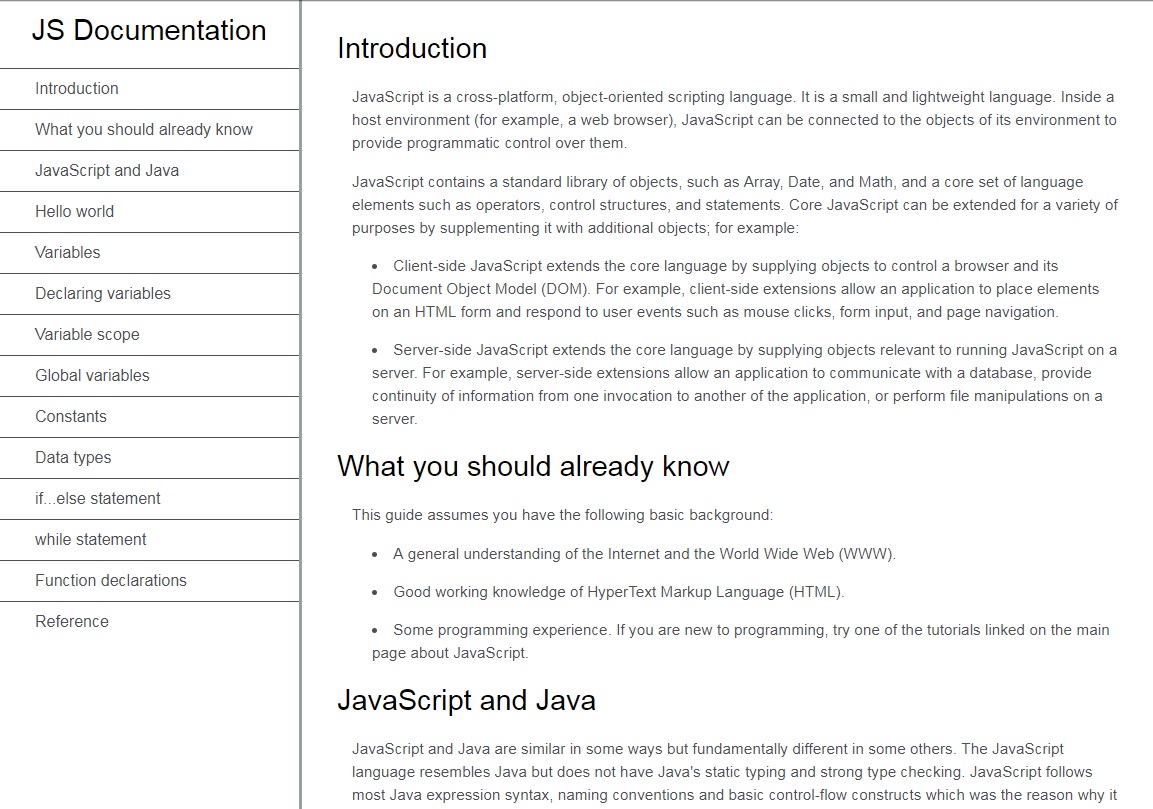 JS Documentation
Introduction
What you should already know
JavaScript and Java
Hello world
Variables
Declaring variables
Variable scope
Global variables
Constants
Data types
if...else statement
while statement
Function declarations
Reference
Introduction
JavaScript is a cross-platform, object-oriented scripting language. It is a small and lightweight language. Inside a
host environment (for example, a web browser), JavaScript can be connected to the objects of its environment to
provide programmatic control over them.
JavaScript contains a standard library of objects, such as Array, Date, and Math, and a core set of language
elements such as operators, control structures, and statements. Core JavaScript can be extended for a variety of
purposes by supplementing it with additional objects; for example:
• Client-side JavaScript extends the core language by supplying objects to control a browser and its
Document Object Model (DOM). For example, client-side extensions allow an application to place elements
on an HTML form and respond to user events such as mouse clicks, form input, and page navigation.
• Server-side JavaScript extends the core language by supplying objects relevant to running JavaScript on a
server. For example, server-side extensions allow an application to communicate with a database, provide
continuity of information from one invocation to another of the application, or perform file manipulations on a
server.
What you should already know
This guide assumes you have the following basic background:
• A general understanding of the Internet and the World Wide Web (WWW).
• Good working knowledge of HyperText Markup Language (HTML).
• Some programming experience. If you are new to programming, try one of the tutorials linked on the main
page about JavaScript.
JavaScript and Java
JavaScript and Java are similar in some ways but fundamentally different in some others. The JavaScript
language resembles Java but does not have Java's static typing and strong type checking. JavaScript follows
most Java expression syntax, naming conventions and basic control-flow constructs which was the reason why it